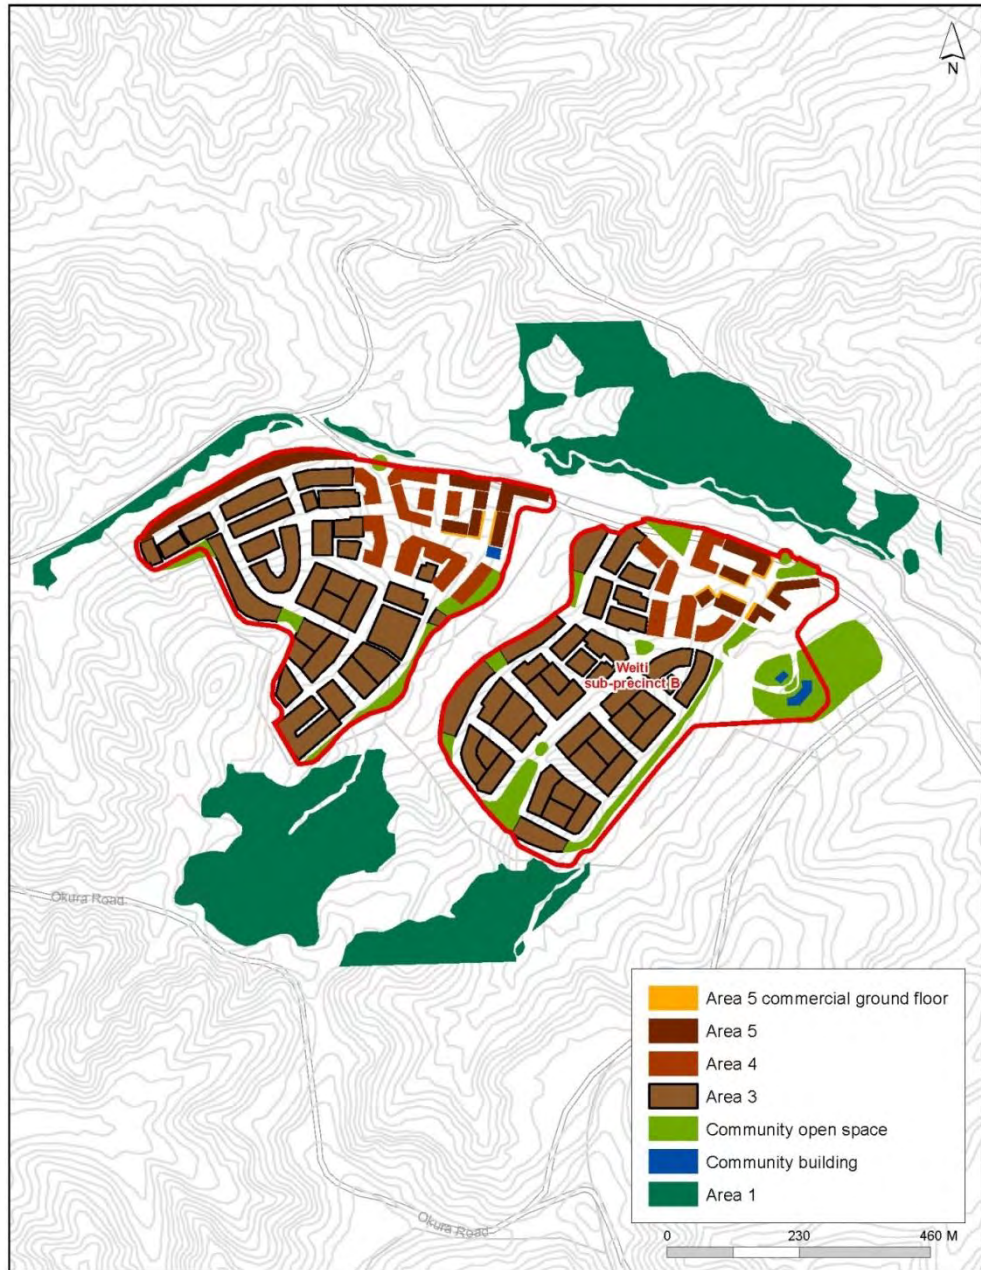 N
Weiti
sub-precinct B
Okura Road
Okura Road
Area 5 commercial ground floor
Area 5
Area 4
Area 3
Community open space
Community building
Area 1
0 230 460 M